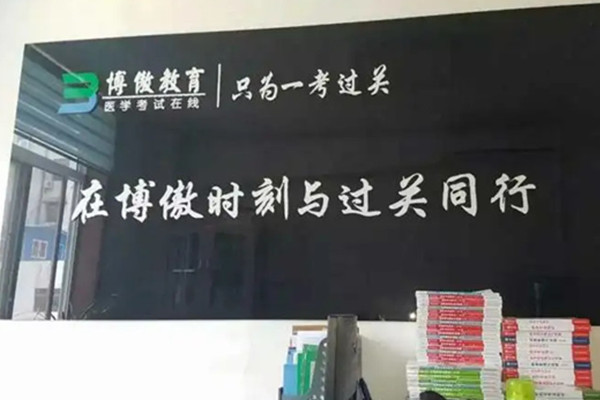 博傲教育
医学考试在线
只为一考过关
在博傲时刻与过关同行